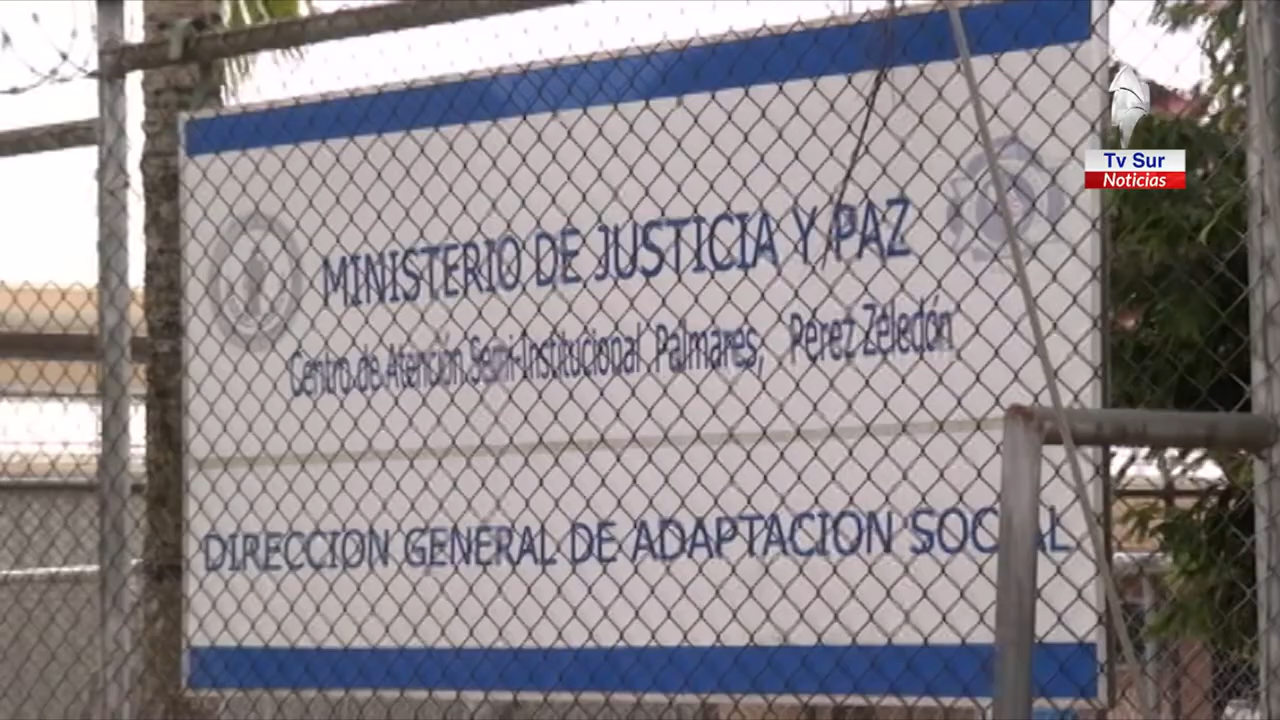 Tv Sur
Noticias
MINISTERIO DE JUSTICIA Y PAZ
Centro de Atención Semi-Institucional Palmares, Pérez Zeledón
DIRECCION GENERAL DE ADAPTACION SOCIAL